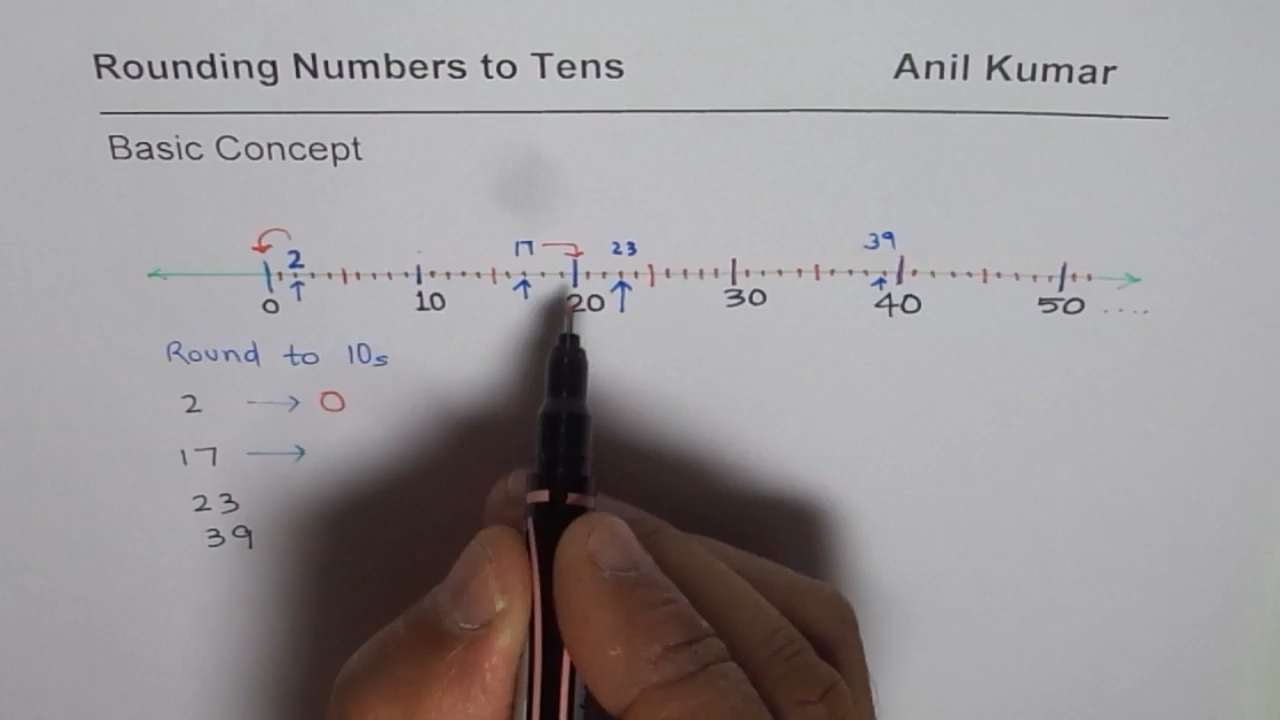 Rounding Numbers to Tens Anil Kumar
Basic Concept
2 17 23 39
0 10 20 30 40 50 ....
Round to 10s
2 → 0
17 →
23
39